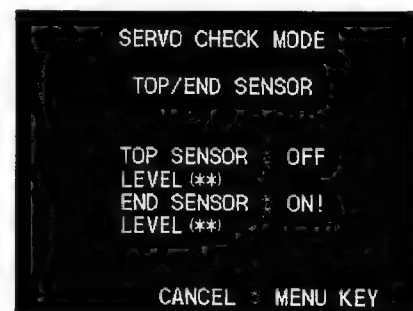 SERVO CHECK MODE
TOP/END SENSOR
TOP SENSOR : OFF
LEVEL (**)
END SENSOR : ON!
LEVEL (**)
CANCEL : MENU KEY